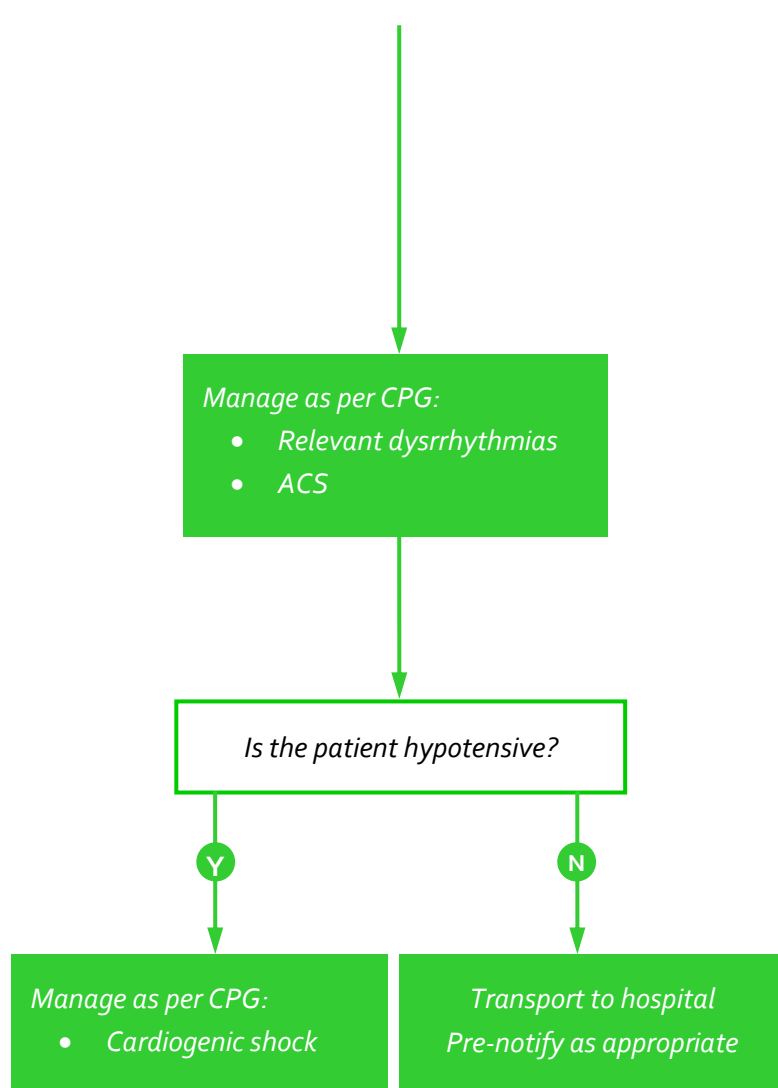 Manage as per CPG:
• Relevant dysrrhythmias
• ACS
Is the patient hypotensive?
Y
N
Manage as per CPG:
• Cardiogenic shock
Transport to hospital
Pre-notify as appropriate